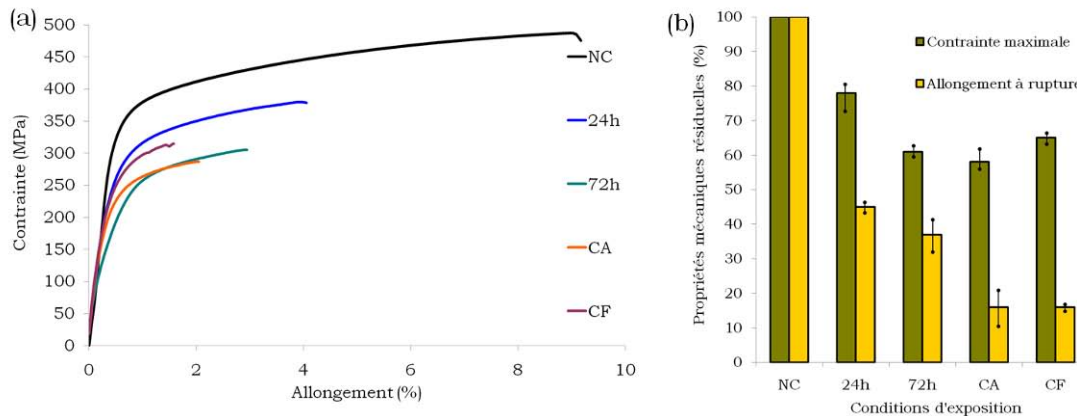 (a)
500
450
400
350
300
250
200
150
100
50
0
Contrainte (MPa)
0 2 4 6 8 10
Allongement (%)
NC
24h
72h
CA
CF
(b)
100
90
80
70
60
50
40
30
20
10
0
Propriétés mécaniques résiduelles (%)
Contrainte maximale
Allongement à rupture
NC 24h 72h CA CF
Conditions d'exposition